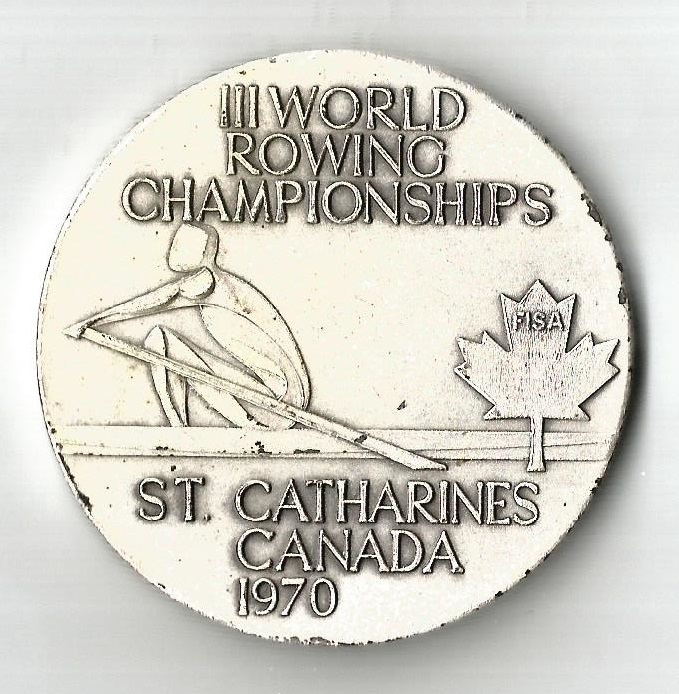 III WORLD
ROWING
CHAMPIONSHIPS
FISA
ST. CATHARINES
CANADA
1970